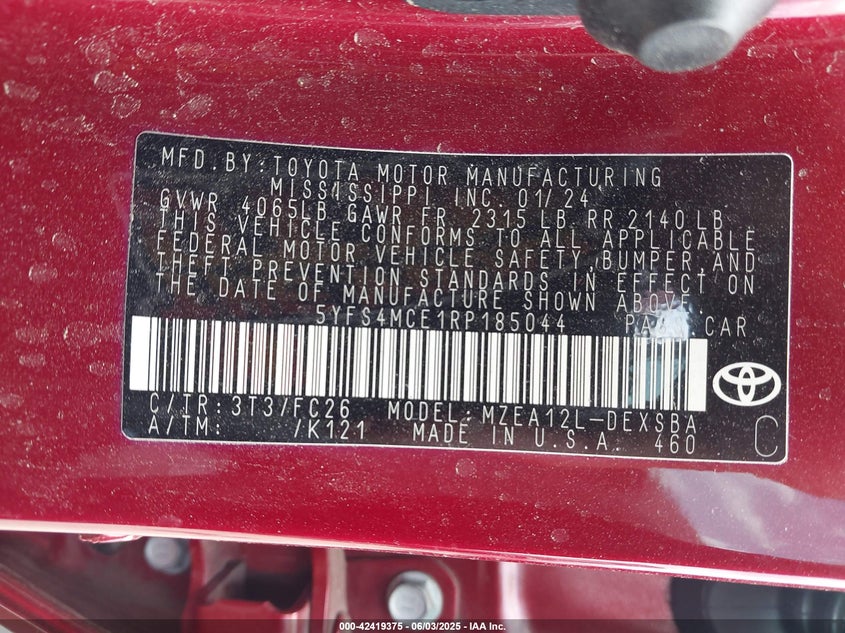 MFD. BY: TOYOTA MOTOR MANUFACTURING
MISSISSIPPI INC. 01/24
GVWR 4065LB GAWR FR 2315 LB RR 2140 LB
THIS VEHICLE CONFORMS TO ALL APPLICABLE
FEDERAL MOTOR VEHICLE SAFETY, BUMPER, AND
THEFT PREVENTION STANDARDS IN EFFECT ON
THE DATE OF MANUFACTURE SHOWN ABOVE.
5YFS4MCE1RP185044 PASS. CAR
C/TR: 3T3/FC26 MODEL: MZEA12L-DEXSBA
A/TM: /K121 MADE IN U.S.A. 460
C
000-42419375 - 06/03/2025 - IAA Inc.